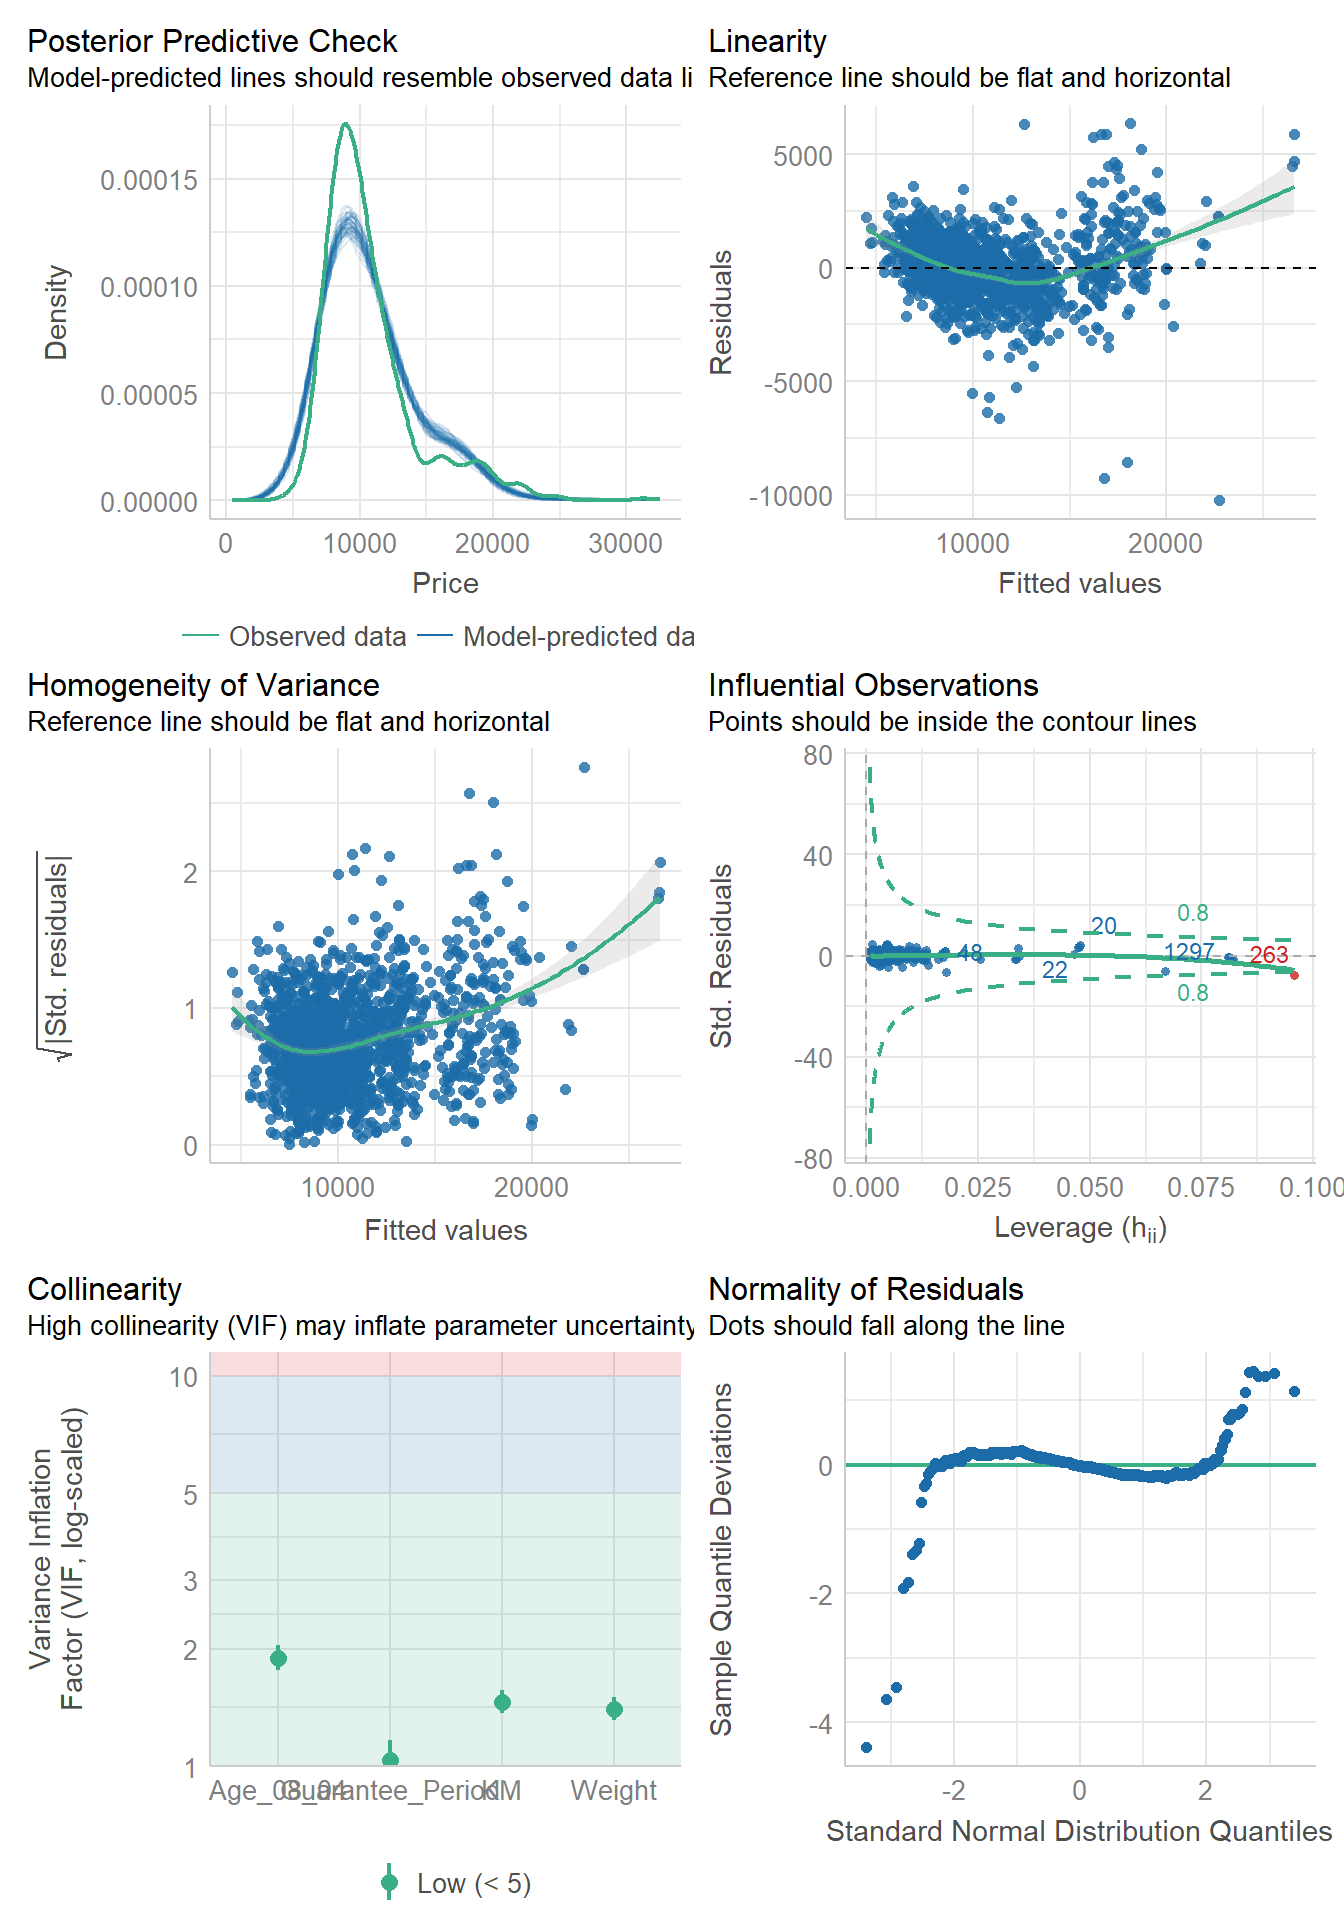 Posterior Predictive Check
Model-predicted lines should resemble observed data li
0.00015
0.00010
0.00005
0.00000
Density
0 10000 20000 30000
Price
Observed data Model-predicted da
Linearity
Reference line should be flat and horizontal
5000
0
-5000
-10000
Residuals
10000 20000
Fitted values
Homogeneity of Variance
Reference line should be flat and horizontal
2
1
0
√|Std. residuals|
10000 20000
Fitted values
Influential Observations
Points should be inside the contour lines
80
40
0
-40
-80
Std. Residuals
0.8
20
48
1297
263
22
0.8
0.000 0.025 0.050 0.075 0.100
Leverage (hii)
Collinearity
High collinearity (VIF) may inflate parameter uncertainty
10
5
3
2
1
Variance Inflation
Factor (VIF, log-scaled)
Age_08_04 Guarantee_Period KM Weight
Low (< 5)
Normality of Residuals
Dots should fall along the line
0
-2
-4
Sample Quantile Deviations
-2 0 2
Standard Normal Distribution Quantiles